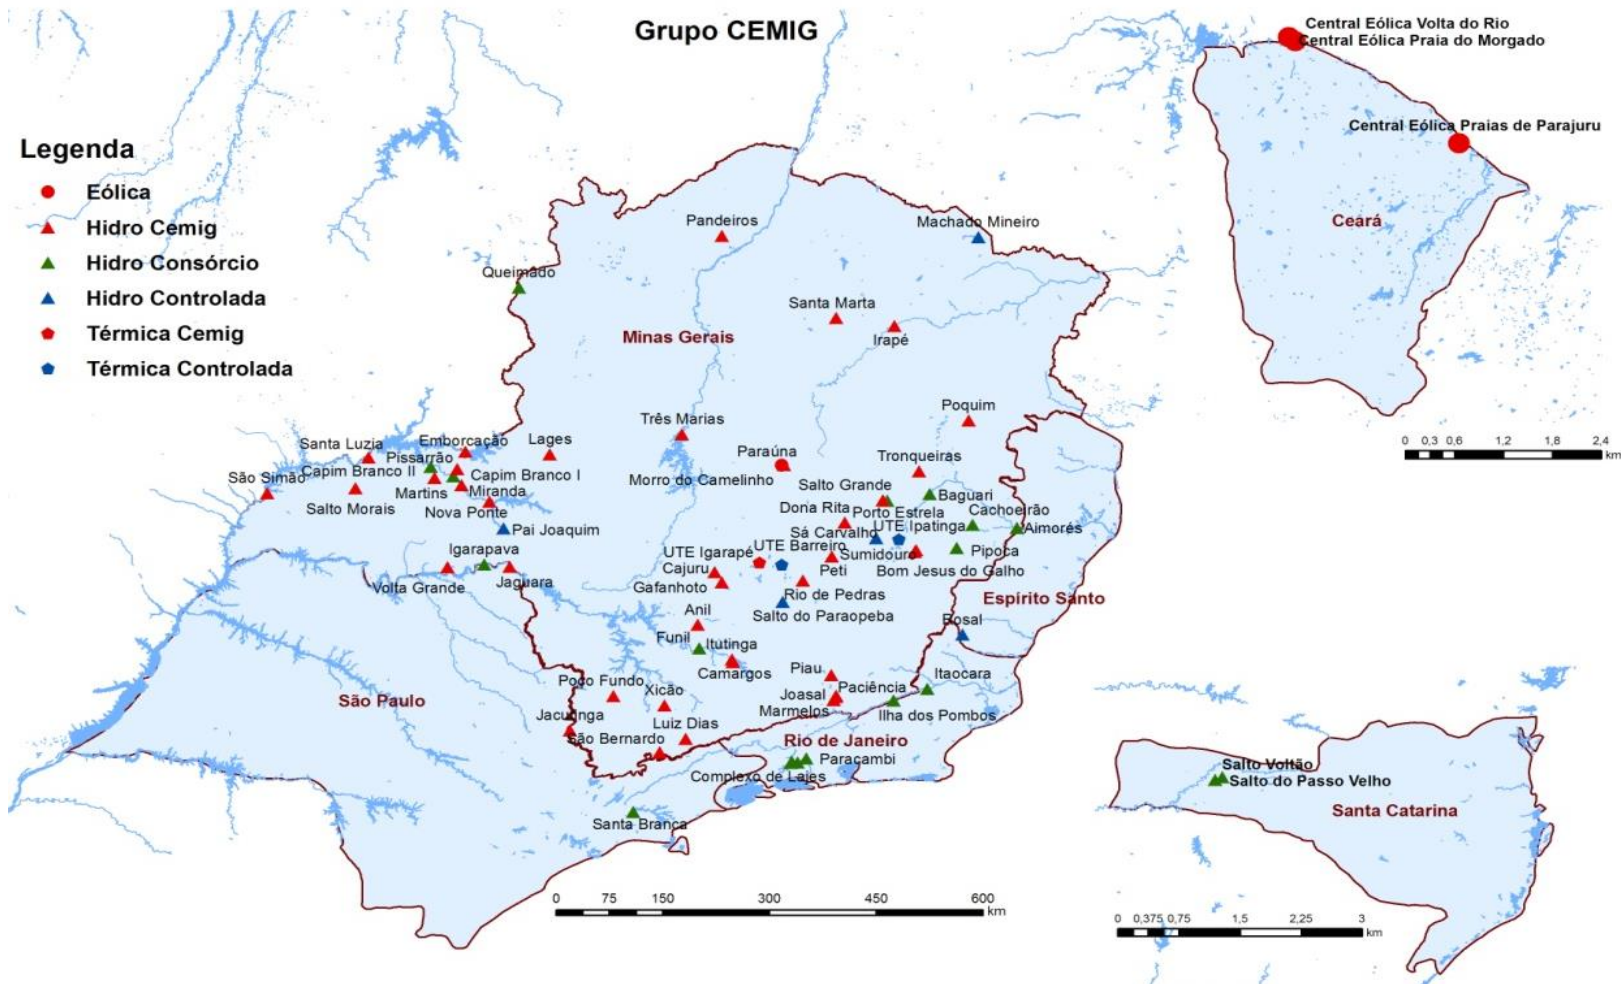 Grupo CEMIG
Central Eólica Volta do Rio
Central Eólica Praia do Morgado
Central Eólica Praias de Parajuru
Ceará
0 0,3 0,6 1,2 1,8 2,4
km
Legenda
Eólica
Hidro Cemig
Hidro Consórcio
Hidro Controlada
Térmica Cemig
Térmica Controlada
Pandeiros
Machado Mineiro
Queimado
Santa Marta
Minas Gerais
Irapé
Poquim
Três Marias
Santa Luzia
Emborcação
Lages
Pissarrão
Paraúna
Tronqueiras
São Simão
Capim Branco II
Capim Branco I
Morro do Camelinho
Salto Grande
Martins
Miranda
Baguari
Salto Morais
Nova Ponte
Dona Rita
Porto Estrela
Cachoeirão
Pai Joaquim
Sá Carvalho
UTE Ipatinga
Aimorés
Igarapava
UTE Igarapé
UTE Barreiro
Sumidouro
Pipoca
Cajuru
Peti
Bom Jesus do Galho
Volta Grande
Jaguara
Gafanhoto
Rio de Pedras
Espírito Santo
Anil
Salto do Paraopeba
Rosal
Funil
Itutinga
Camargos
Piau
Itaocara
Poço Fundo
Xicão
Joasal
Paciência
São Paulo
Marmelos
Ilha dos Pombos
Jacutinga
Luiz Dias
São Bernardo
Rio de Janeiro
Paracambi
Complexo de Lajes
Santa Branca
0 75 150 300 450 600
km
Salto Voltão
Salto do Passo Velho
Santa Catarina
0 0,375 0,75 1,5 2,25 3
km